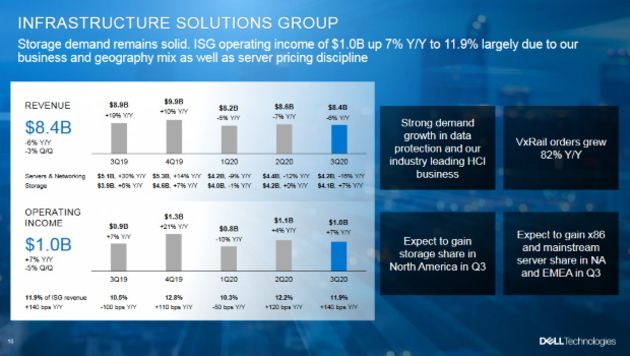 INFRASTRUCTURE SOLUTIONS GROUP
Storage demand remains solid. ISG operating income of $1.0B up 7% Y/Y to 11.9% largely due to our
business and geography mix as well as server pricing discipline
REVENUE
$8.4B
-6% Y/Y
-3% Q/Q
$8.9B $9.9B $8.2B $8.6B $8.4B
+19% Y/Y +10% Y/Y -5% Y/Y -7% Y/Y -6% Y/Y
3Q19 4Q19 1Q20 2Q20 3Q20
Servers & Networking $5.1B, +30% Y/Y $5.3B, +14% Y/Y $4.2B, -9% Y/Y $4.4B, -12% Y/Y $4.2B, -16% Y/Y
Storage $3.9B, +6% Y/Y $4.6B, +7% Y/Y $4.0B, -1% Y/Y $4.2B, +0% Y/Y $4.1B, +7% Y/Y
OPERATING
INCOME
$1.0B
+7% Y/Y
-5% Q/Q
$0.9B $1.3B $0.8B $1.1B $1.0B
+7% Y/Y +21% Y/Y -10% Y/Y +4% Y/Y +7% Y/Y
3Q19 4Q19 1Q20 2Q20 3Q20
11.9% of ISG revenue 10.5% 12.8% 10.3% 12.2% 11.9%
+140 bps Y/Y -100 bps Y/Y +110 bps Y/Y -50 bps Y/Y +120 bps Y/Y +140 bps Y/Y
Strong demand
growth in data
protection and our
industry leading HCI
business
VxRail orders grew
82% Y/Y
Expect to gain
storage share in
North America in Q3
Expect to gain x86
and mainstream
server share in NA
and EMEA in Q3
DELLTechnologies